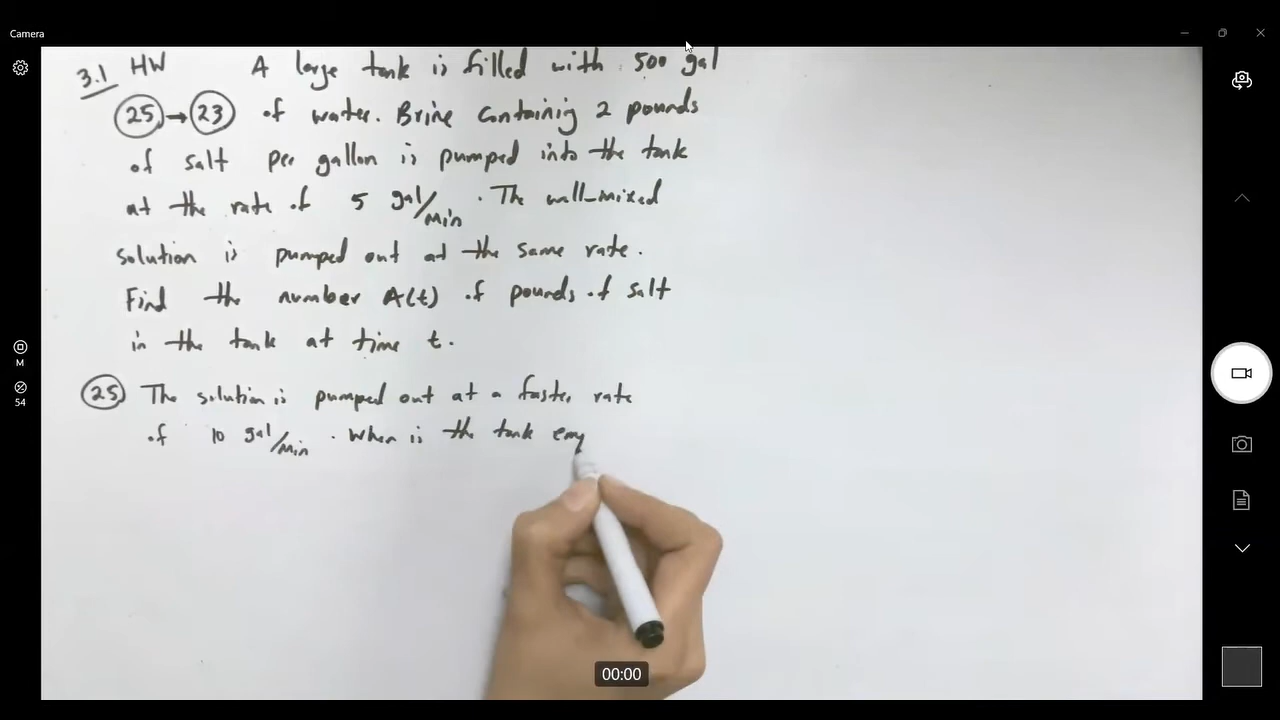 Camera
3.1 HW A large tank is filled with 500 gal
25 → 23 of water. Brine containing 2 pounds
of salt per gallon is pumped into the tank
at the rate of 5 gal/min. The well-mixed
solution is pumped out at the same rate.
Find the number A(t) of pounds of salt
in the tank at time t.
25 The solution is pumped out at a faster rate
of 10 gal/min. When is the tank emp
M
54
00:00